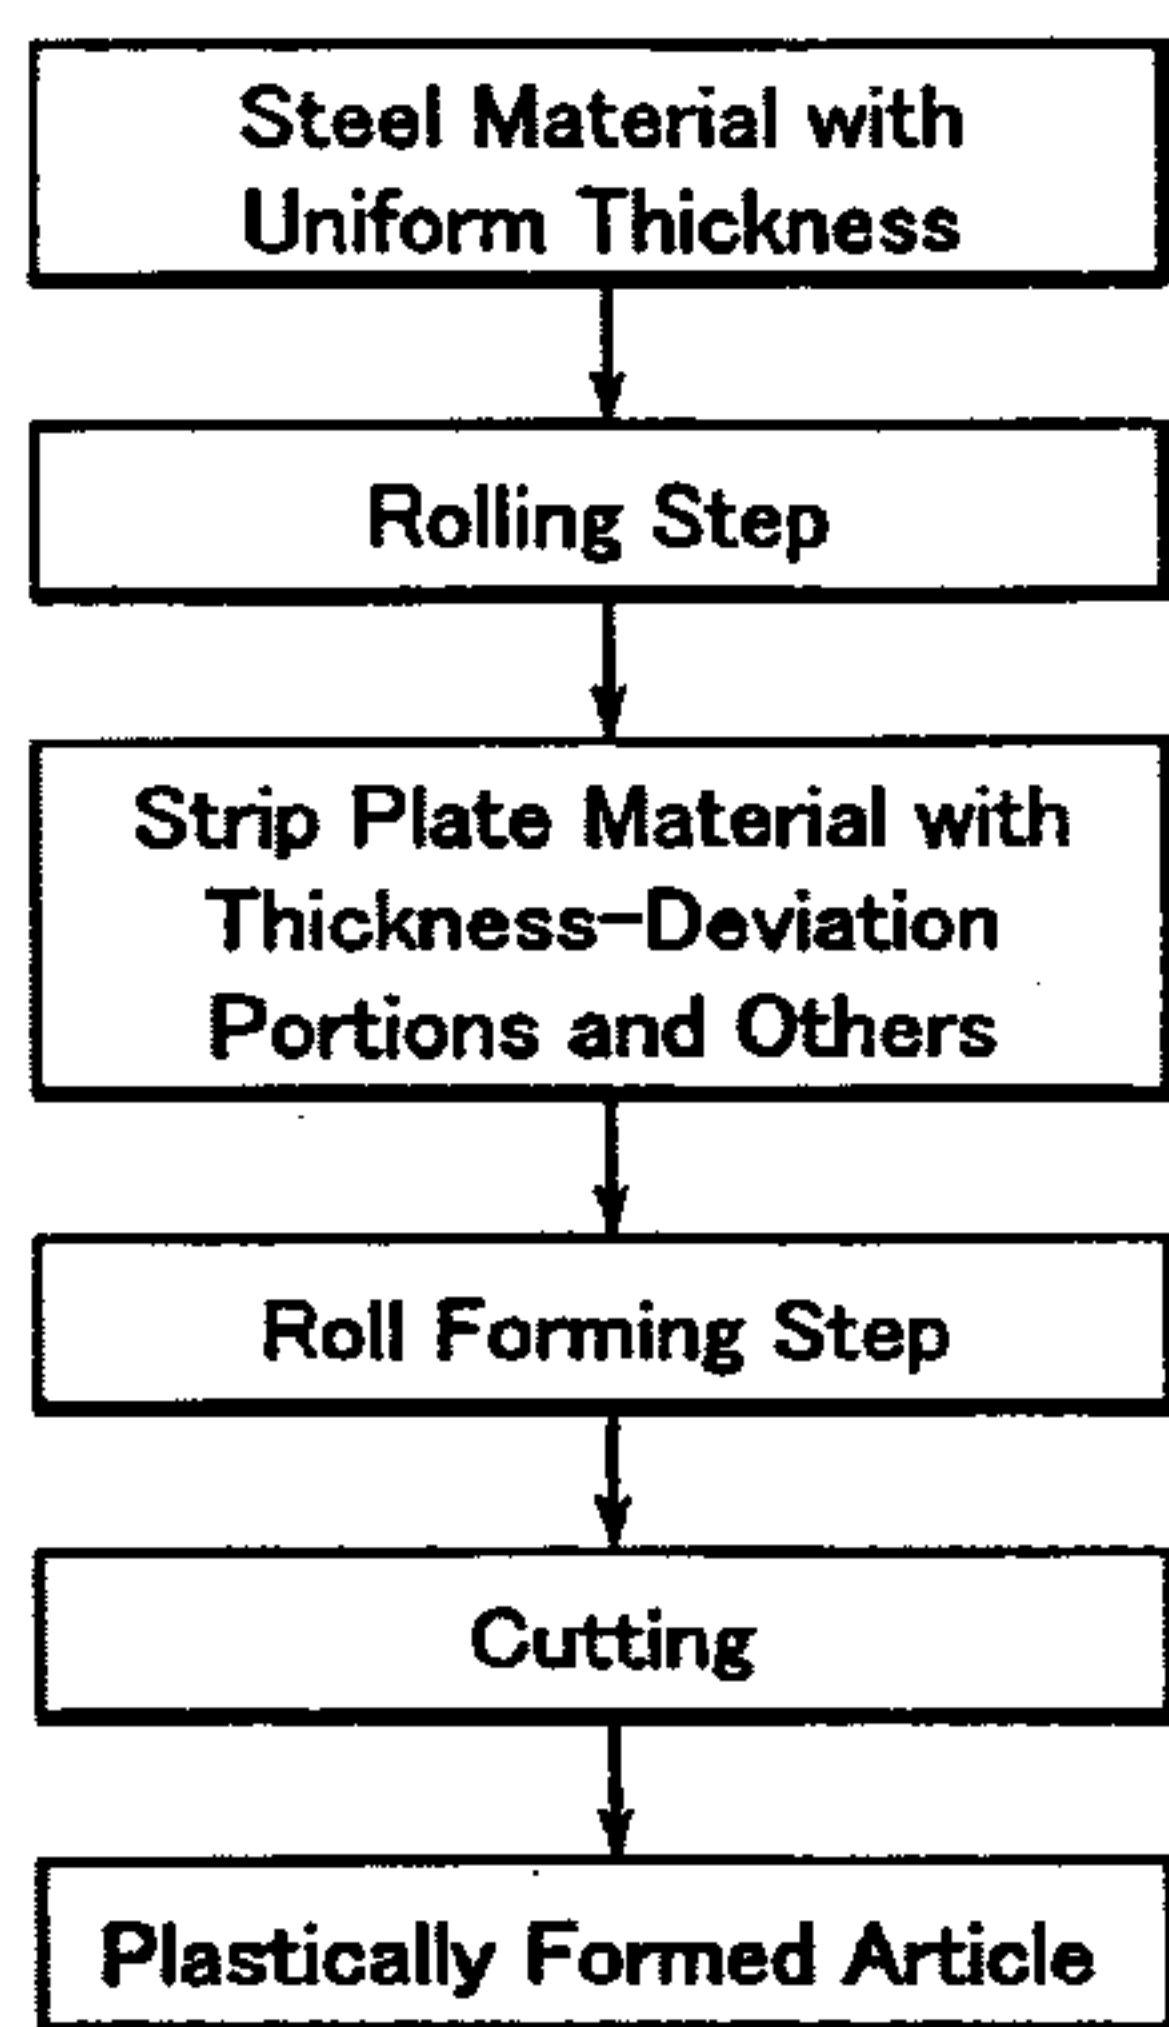 Steel Material with
Uniform Thickness
Rolling Step
Strip Plate Material with
Thickness-Deviation
Portions and Others
Roll Forming Step
Cutting
Plastically Formed Article